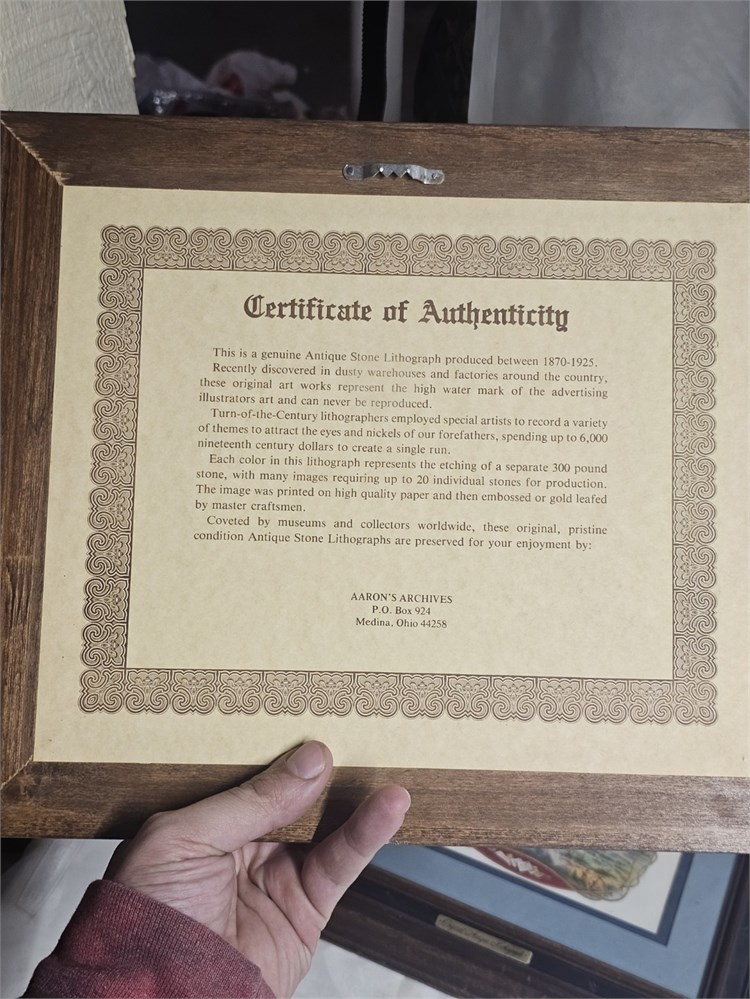 Certificate of Authenticity
This is a genuine Antique Stone Lithograph produced between 1870-1925.
Recently discovered in dusty warehouses and factories around the country,
these original art works represent the high water mark of the advertising
illustrators art and can never be reproduced.
Turn-of-the-Century lithographers employed special artists to record a variety
of themes to attract the eyes and nickels of our forefathers, spending up to 6,000
nineteenth century dollars to create a single run.
Each color in this lithograph represents the etching of a separate 300 pound
stone, with many images requiring up to 20 individual stones for production.
The image was printed on high quality paper and then embossed or gold leafed
by master craftsmen.
Coveted by museums and collectors worldwide, these original, pristine
condition Antique Stone Lithographs are preserved for your enjoyment by:
AARON'S ARCHIVES
P.O. Box 924
Medina, Ohio 44258